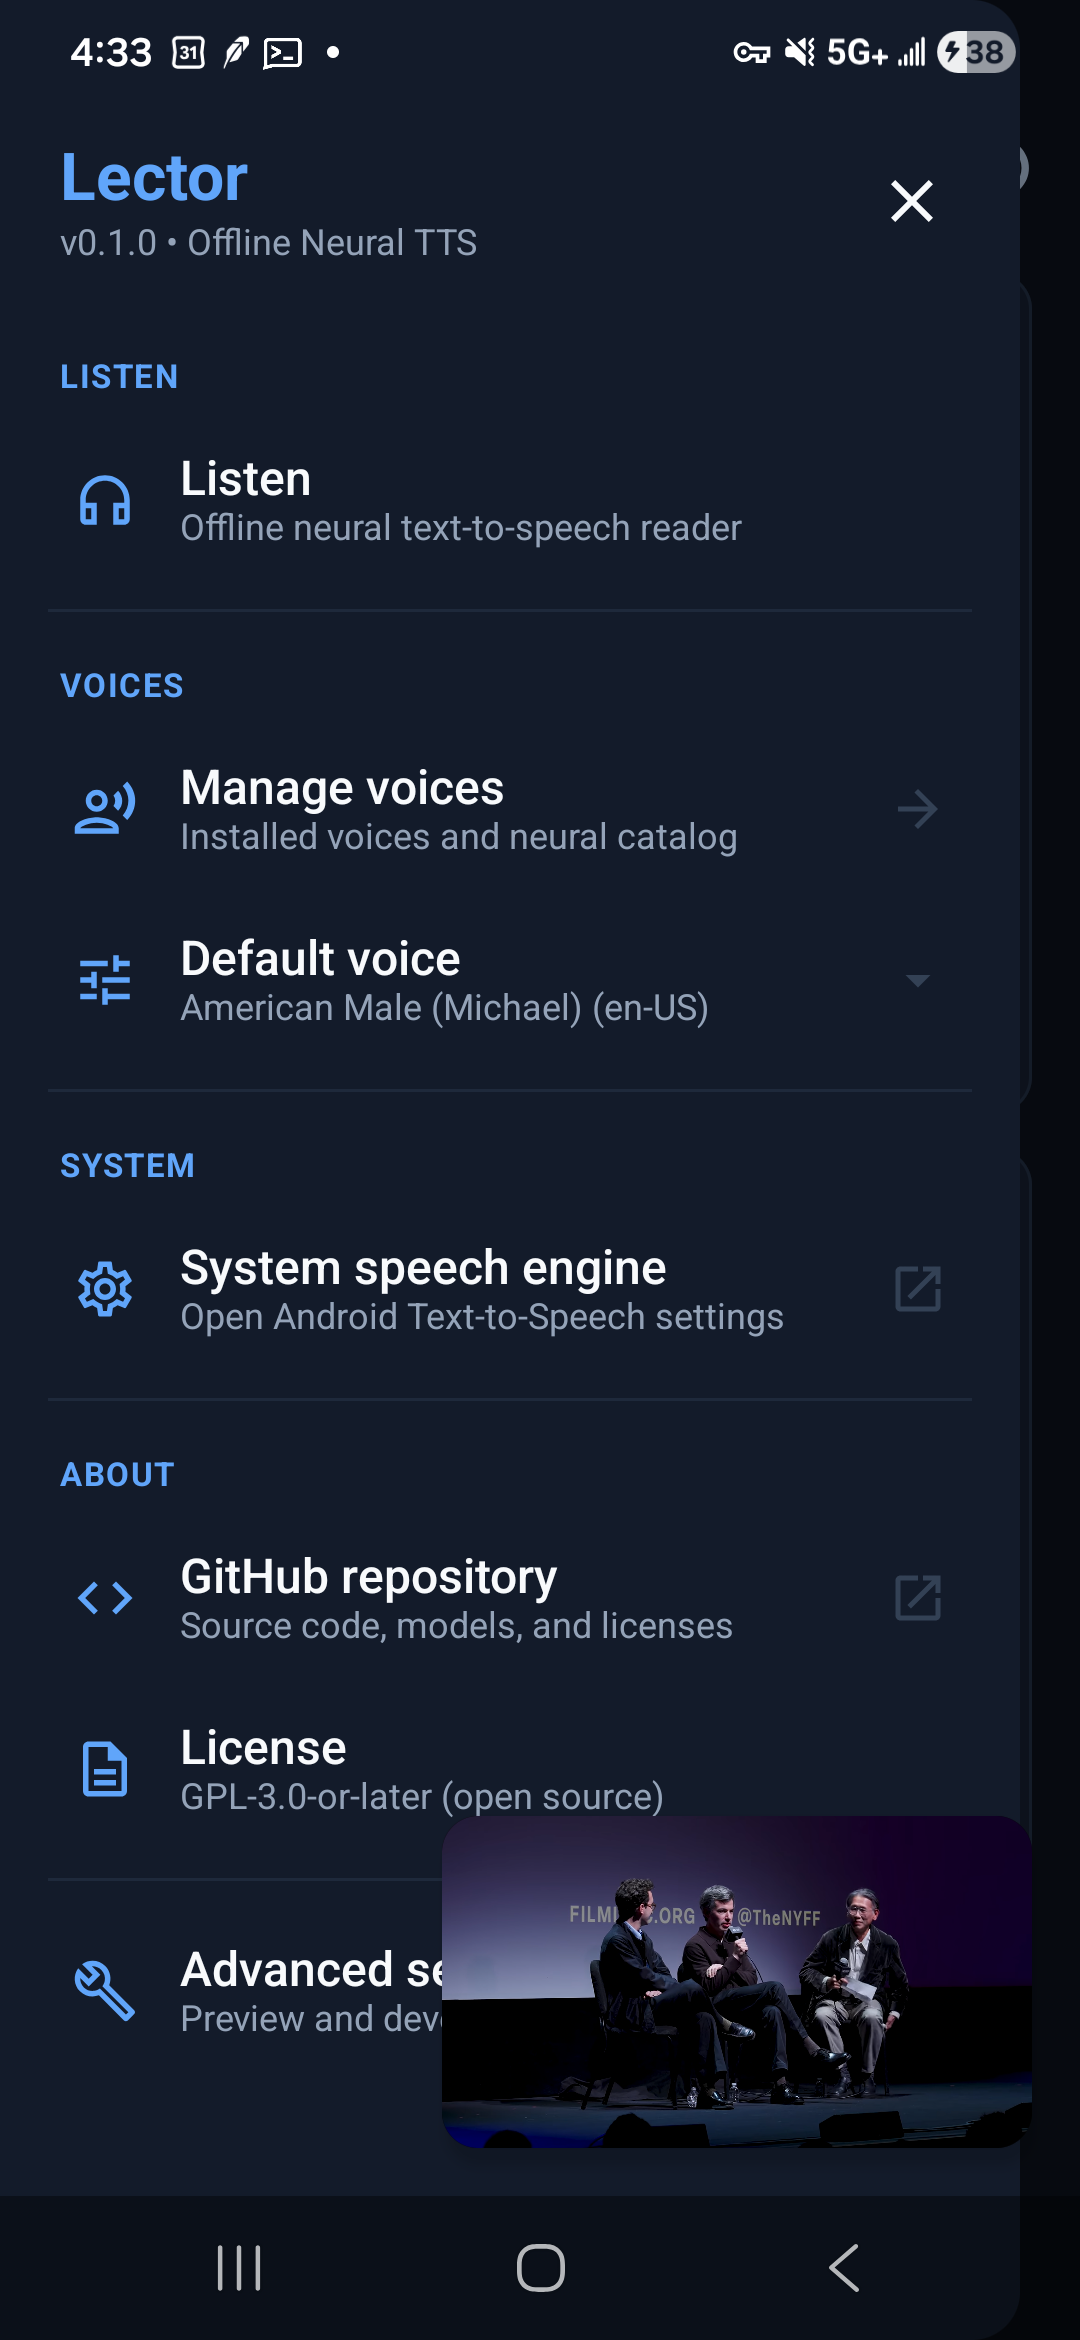 4:33 31 5G+ 38
Lector
v0.1.0 • Offline Neural TTS
LISTEN
Listen
Offline neural text-to-speech reader
VOICES
Manage voices
Installed voices and neural catalog
Default voice
American Male (Michael) (en-US)
SYSTEM
System speech engine
Open Android Text-to-Speech settings
ABOUT
GitHub repository
Source code, models, and licenses
License
GPL-3.0-or-later (open source)
.ORG @TheNYFF
Advanced
Preview and